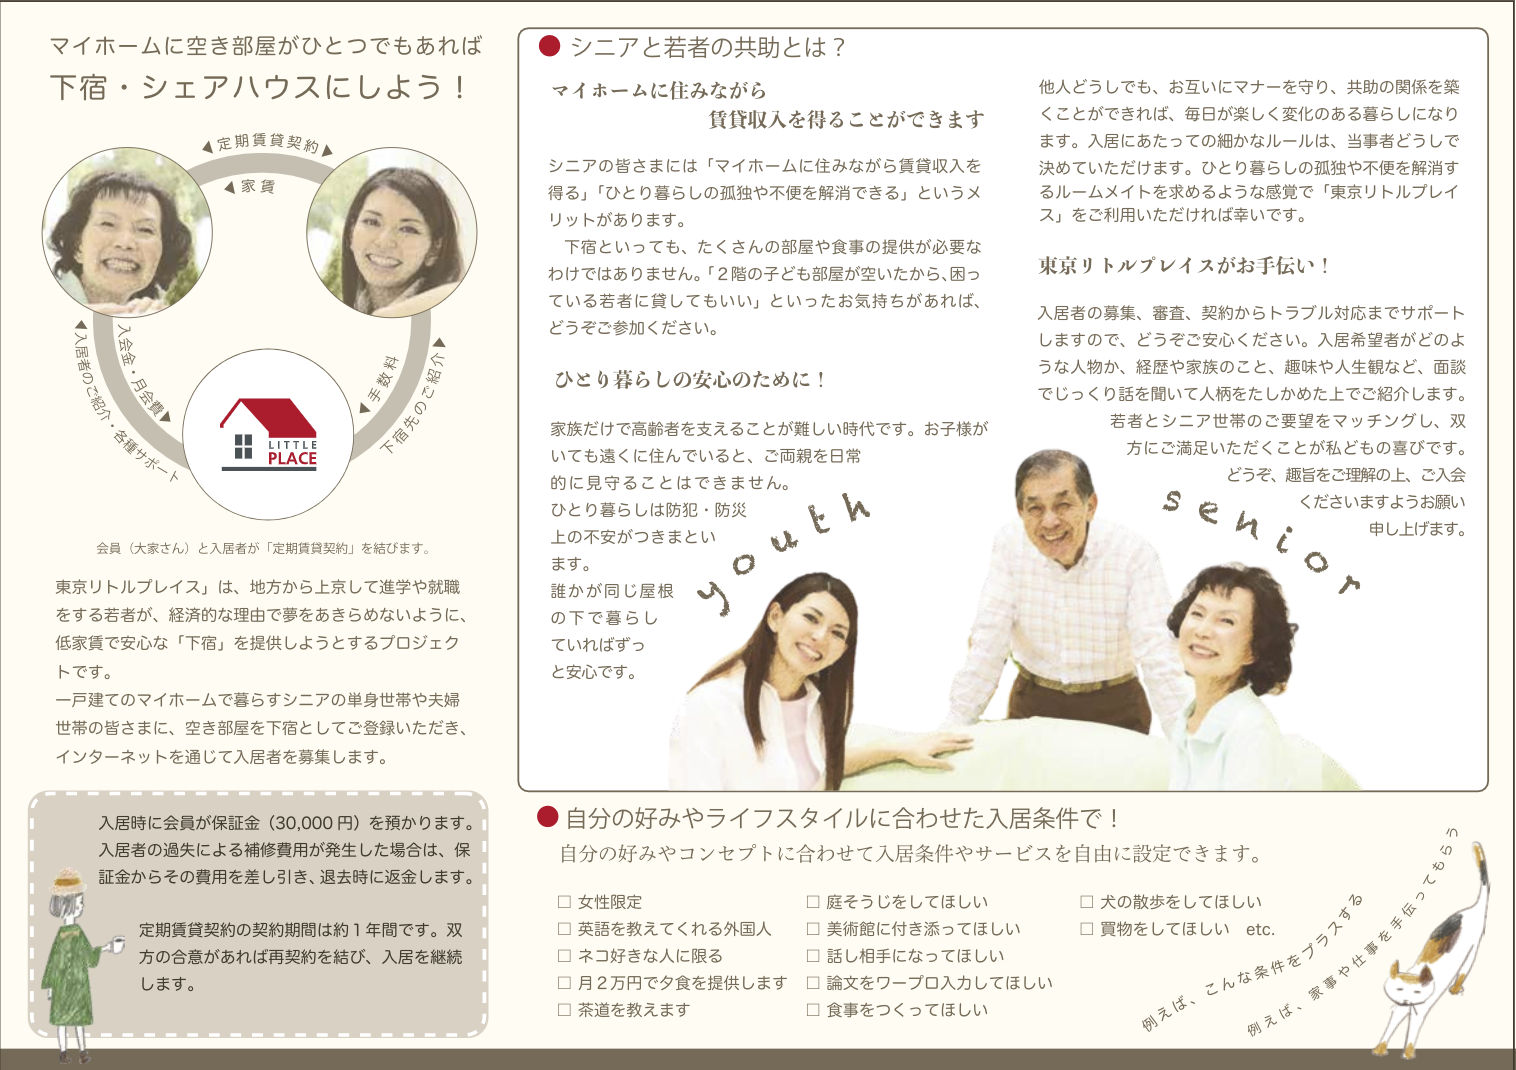 マイホームに空き部屋がひとつでもあれば
下宿・シェアハウスにしよう！
◀定期賃貸契約▶
◀家賃
入会金・月会費▶
◀入居者のご紹介・各種サポート
◀手数料
下宿先のご紹介▶
LITTLE
PLACE
会員（大家さん）と入居者が「定期賃貸契約」を結びます。
東京リトルプレイス」は、地方から上京して進学や就職
をする若者が、経済的な理由で夢をあきらめないように、
低家賃で安心な「下宿」を提供しようとするプロジェク
トです。
一戸建てのマイホームで暮らすシニアの単身世帯や夫婦
世帯の皆さまに、空き部屋を下宿としてご登録いただき、
インターネットを通じて入居者を募集します。
入居時に会員が保証金（30,000 円）を預かります。
入居者の過失による補修費用が発生した場合は、保
証金からその費用を差し引き、退去時に返金します。
定期賃貸契約の契約期間は約１年間です。双
方の合意があれば再契約を結び、入居を継続
します。
● シニアと若者の共助とは？
マイホームに住みながら
賃貸収入を得ることができます
シニアの皆さまには「マイホームに住みながら賃貸収入を
得る」「ひとり暮らしの孤独や不便を解消できる」というメ
リットがあります。
　下宿といっても、たくさんの部屋や食事の提供が必要な
わけではありません。「２階の子ども部屋が空いたから、困っ
ている若者に貸してもいい」といったお気持ちがあれば、
どうぞご参加ください。
ひとり暮らしの安心のために！
家族だけで高齢者を支えることが難しい時代です。お子様が
いても遠くに住んでいると、ご両親を日常
的に見守ることはできません。
ひとり暮らしは防犯・防災
上の不安がつきまとい
ます。
誰かが同じ屋根
の下で暮らし
ていればずっ
と安心です。
他人どうしでも、お互いにマナーを守り、共助の関係を築
くことができれば、毎日が楽しく変化のある暮らしになり
ます。入居にあたっての細かなルールは、当事者どうしで
決めていただけます。ひとり暮らしの孤独や不便を解消す
るルームメイトを求めるような感覚で「東京リトルプレイ
ス」をご利用いただければ幸いです。
東京リトルプレイスがお手伝い！
入居者の募集、審査、契約からトラブル対応までサポート
しますので、どうぞご安心ください。入居希望者がどのよ
うな人物か、経歴や家族のこと、趣味や人生観など、面談
でじっくり話を聞いて人柄をたしかめた上でご紹介します。
若者とシニア世帯のご要望をマッチングし、双
方にご満足いただくことが私どもの喜びです。
どうぞ、趣旨をご理解の上、ご入会
くださいますようお願い
申し上げます。
youth
senior
● 自分の好みやライフスタイルに合わせた入居条件で！
自分の好みやコンセプトに合わせて入居条件やサービスを自由に設定できます。
□ 女性限定
□ 英語を教えてくれる外国人
□ ネコ好きな人に限る
□ 月２万円で夕食を提供します
□ 茶道を教えます
□ 庭そうじをしてほしい
□ 美術館に付き添ってほしい
□ 話し相手になってほしい
□ 論文をワープロ入力してほしい
□ 食事をつくってほしい
□ 犬の散歩をしてほしい
□ 買物をしてほしい　etc.
例えば、こんな条件をプラスする
例えば、家事や仕事を手伝ってもらう